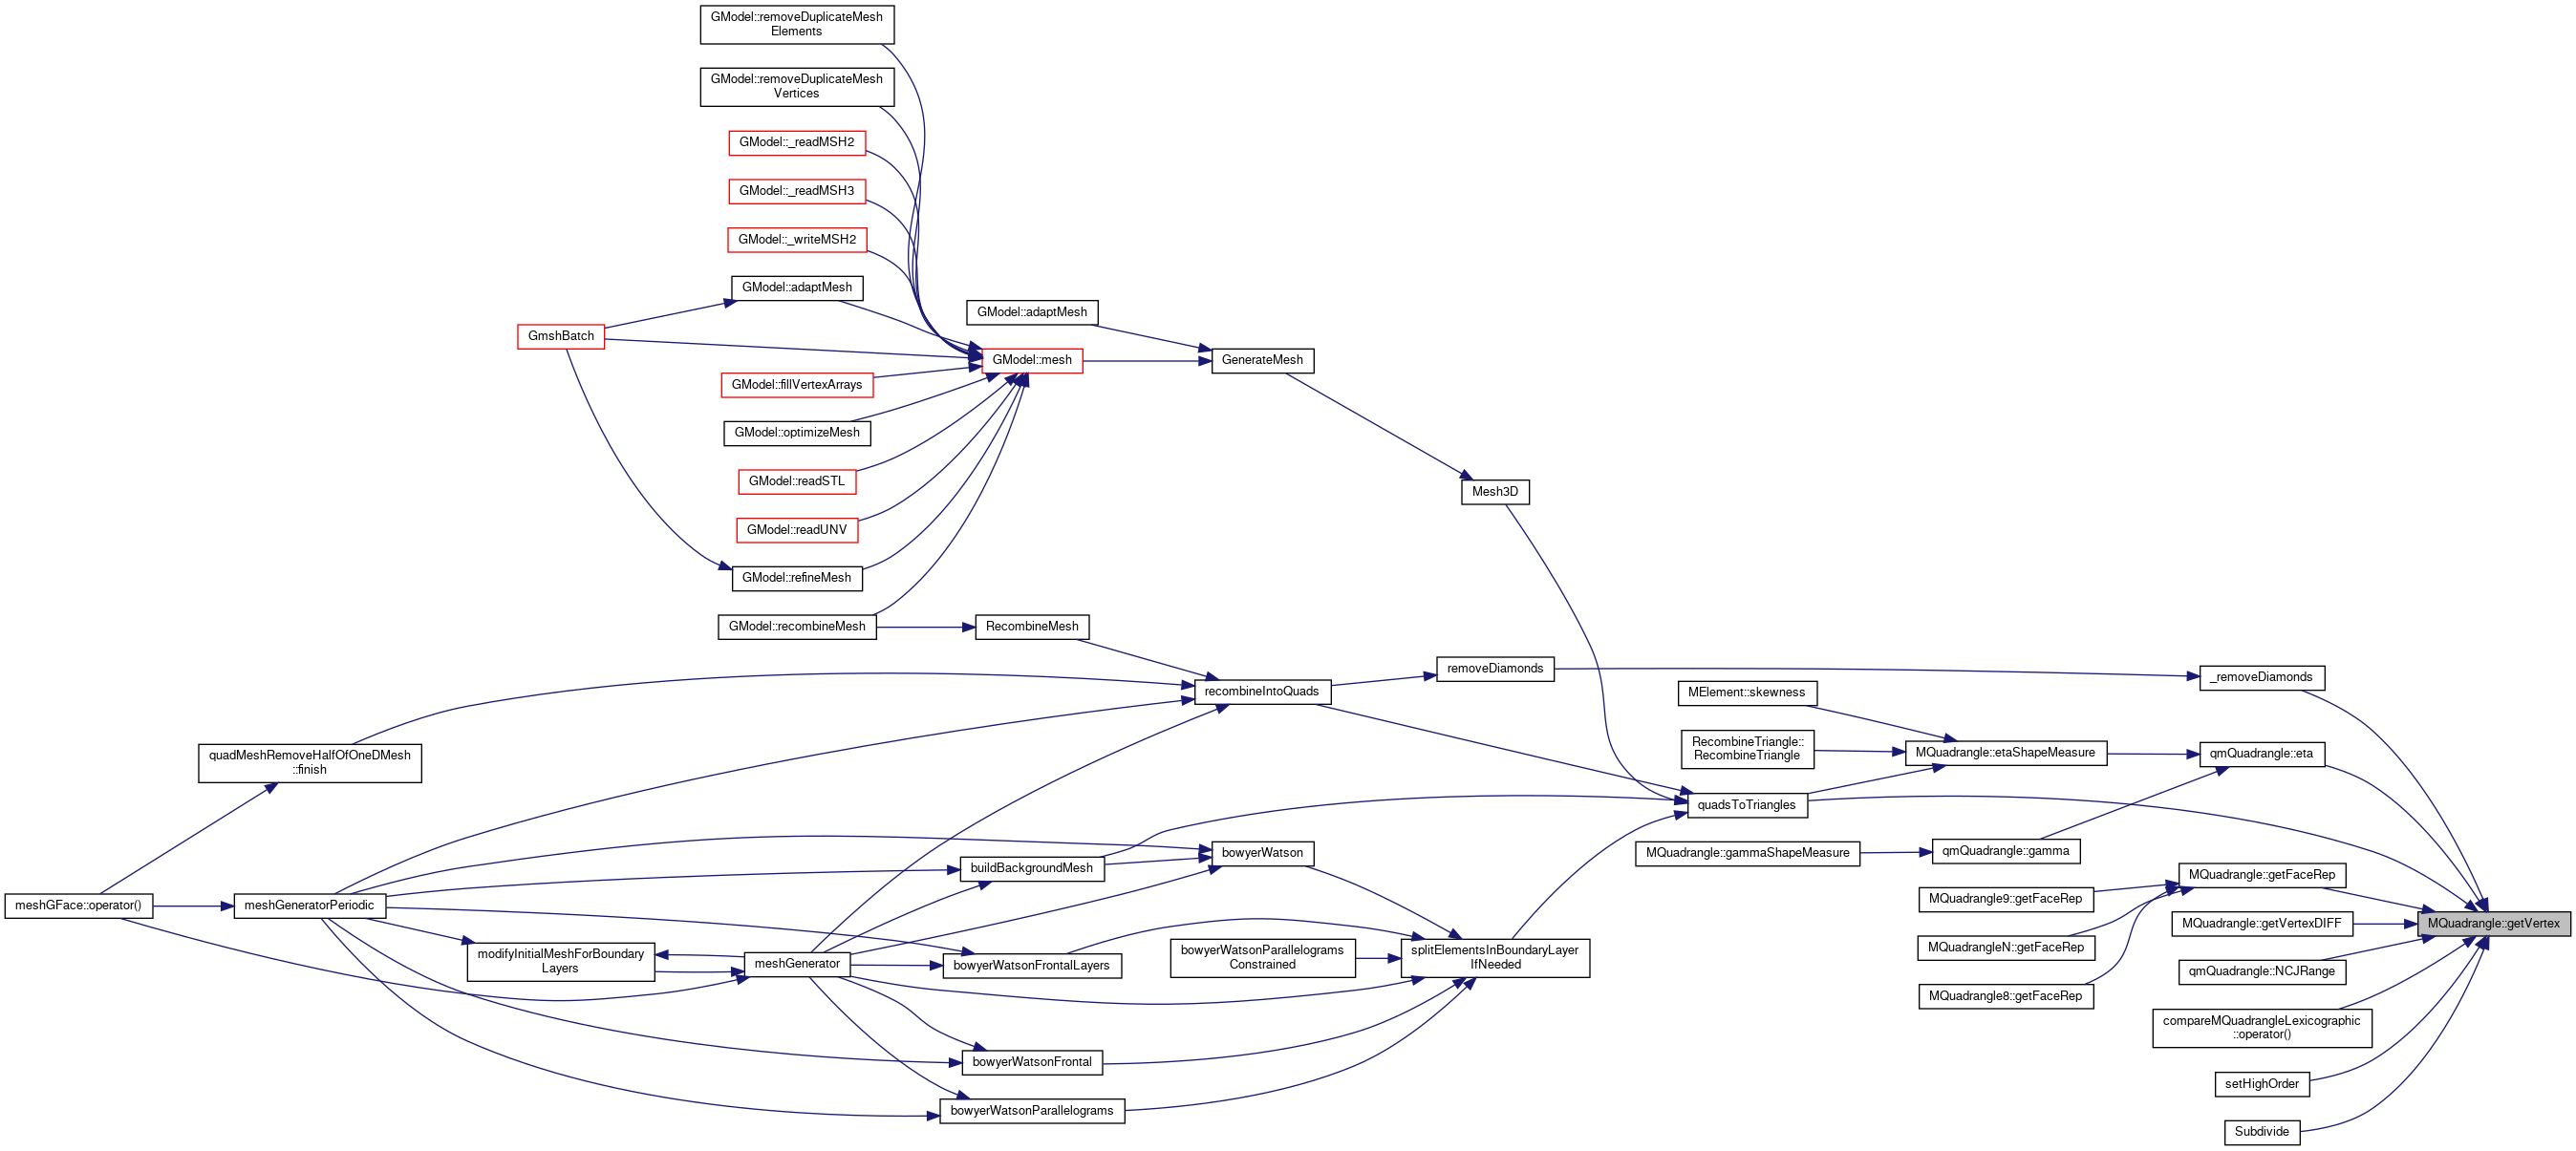 GModel::removeDuplicateMesh
Elements
GModel::removeDuplicateMesh
Vertices
GModel::_readMSH2
GModel::_readMSH3
GModel::_writeMSH2
GModel::adaptMesh
GmshBatch
GModel::fillVertexArrays
GModel::optimizeMesh
GModel::readSTL
GModel::readUNV
GModel::refineMesh
GModel::recombineMesh
GModel::adaptMesh
GModel::mesh
GenerateMesh
Mesh3D
RecombineMesh
removeDiamonds
_removeDiamonds
recombineIntoQuads
MElement::skewness
RecombineTriangle::
RecombineTriangle
MQuadrangle::etaShapeMeasure
qmQuadrangle::eta
quadMeshRemoveHalfOfOneDMesh
::finish
quadsToTriangles
MQuadrangle::gammaShapeMeasure
qmQuadrangle::gamma
bowyerWatson
buildBackgroundMesh
MQuadrangle::getFaceRep
MQuadrangle9::getFaceRep
meshGFace::operator()
meshGeneratorPeriodic
MQuadrangle::getVertexDIFF
MQuadrangle::getVertex
MQuadrangleN::getFaceRep
modifyInitialMeshForBoundary
Layers
meshGenerator
bowyerWatsonFrontalLayers
bowyerWatsonParallelograms
Constrained
splitElementsInBoundaryLayer
IfNeeded
qmQuadrangle::NCJRange
MQuadrangle8::getFaceRep
compareMQuadrangleLexicographic
::operator()
bowyerWatsonFrontal
setHighOrder
bowyerWatsonParallelograms
Subdivide